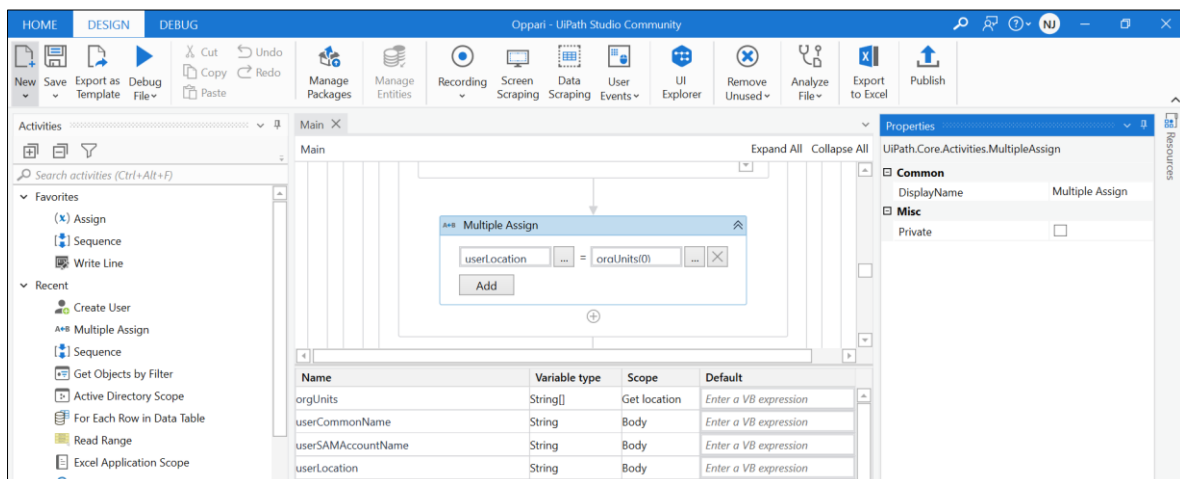 HOME DESIGN DEBUG Oppari - UiPath Studio Community NJ
New Save Export as Template Debug File Cut Copy Paste Undo Redo Manage Packages Manage Entities Recording Screen Scraping Data Scraping User Events UI Explorer Remove Unused Analyze File Export to Excel Publish
Activities
Search activities (Ctrl+Alt+F)
Favorites
Assign
Sequence
Write Line
Recent
Create User
A+B Multiple Assign
Sequence
Get Objects by Filter
Active Directory Scope
For Each Row in Data Table
Read Range
Excel Application Scope
Main
Main Expand All Collapse All
A+B Multiple Assign
userLocation ... = orgUnits(0) ...
Add
Name Variable type Scope Default
orgUnits String[] Get location Enter a VB expression
userCommonName String Body Enter a VB expression
userSAMAccountName String Body Enter a VB expression
userLocation String Body Enter a VB expression
Properties
UiPath.Core.Activities.MultipleAssign
Common
DisplayName Multiple Assign
Misc
Private
Resources